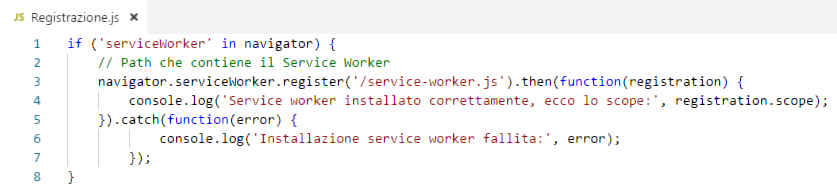 JS Registrazione.js ×
1 if ('serviceWorker' in navigator) {
2 // Path che contiene il Service Worker
3 navigator.serviceWorker.register('/service-worker.js').then(function(registration) {
4 console.log('Service worker installato correttamente, ecco lo scope:', registration.scope);
5 }).catch(function(error) {
6 console.log('Installazione service worker fallita:', error);
7 });
8 }